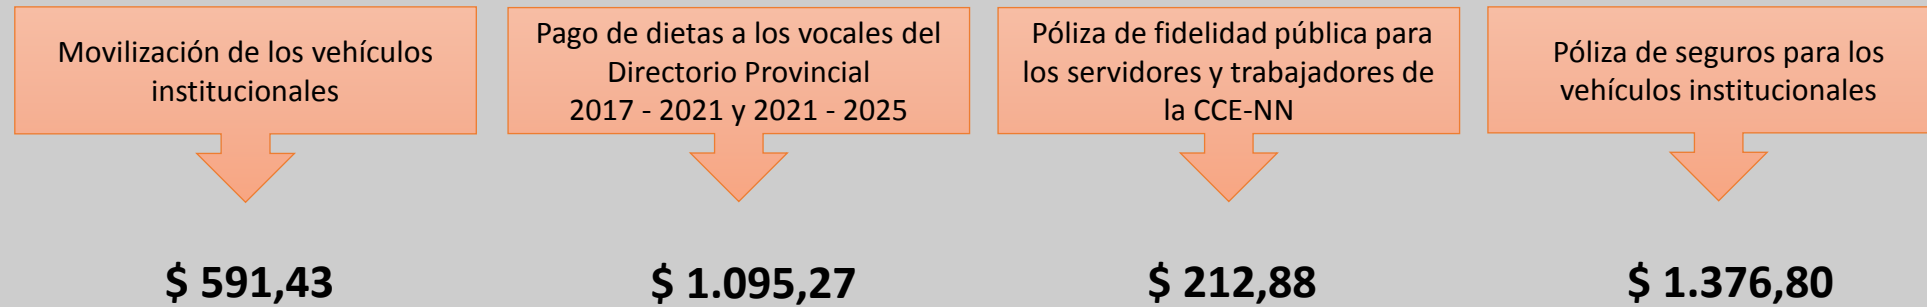 Movilización de los vehículos
institucionales
Pago de dietas a los vocales del
Directorio Provincial
2017 - 2021 y 2021 - 2025
Póliza de fidelidad pública para
los servidores y trabajadores de
la CCE-NN
Póliza de seguros para los
vehículos institucionales
$ 591,43
$ 1.095,27
$ 212,88
$ 1.376,80